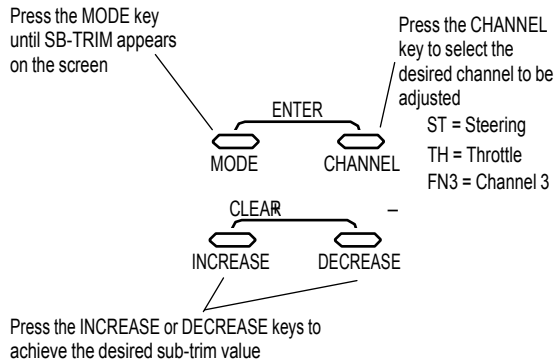 Press the MODE key
until SB-TRIM appears
on the screen
Press the CHANNEL
key to select the
desired channel to be
adjusted
ST = Steering
TH = Throttle
FN3 = Channel 3
ENTER
MODE
CHANNEL
CLEAR
+
–
INCREASE
DECREASE
Press the INCREASE or DECREASE keys to
achieve the desired sub-trim value